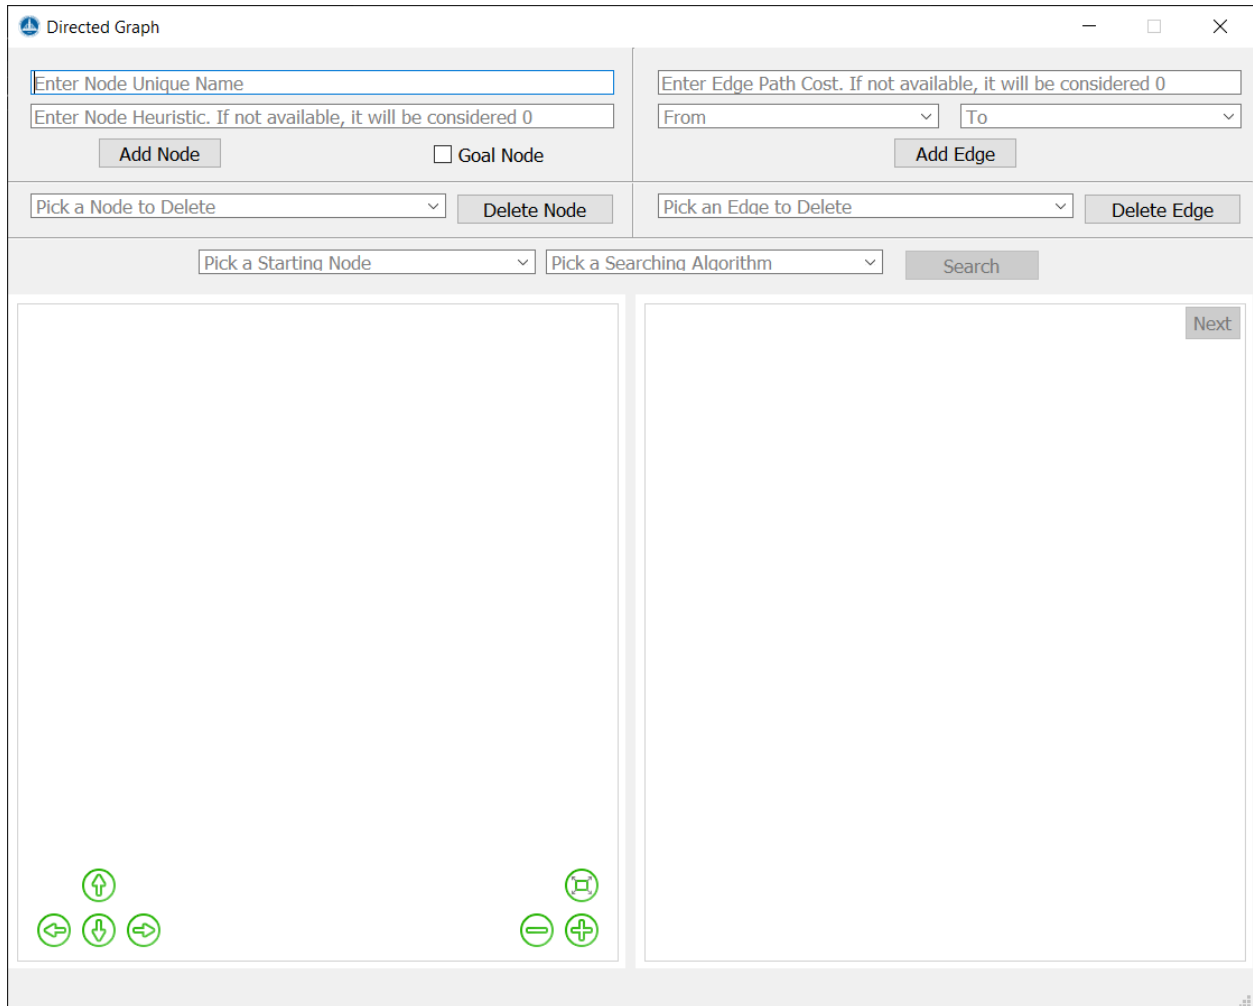 Directed Graph
Enter Node Unique Name
Enter Edge Path Cost. If not available, it will be considered 0
Enter Node Heuristic. If not available, it will be considered 0
From
To
Add Node
Goal Node
Add Edge
Pick a Node to Delete
Delete Node
Pick an Edge to Delete
Delete Edge
Pick a Starting Node
Pick a Searching Algorithm
Search
Next